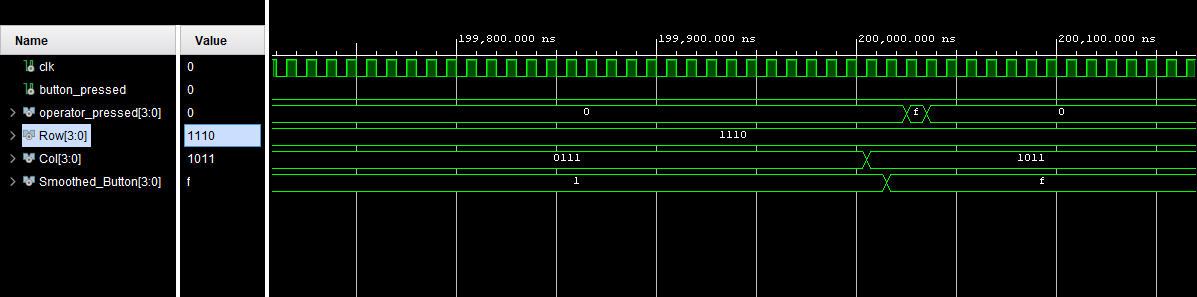 Name Value
199,800.000 ns 199,900.000 ns 200,000.000 ns 200,100.000 ns
clk 0
button_pressed 0
operator_pressed[3:0] 0 0 f 0
Row[3:0] 1110 1110
Col[3:0] 1011 0111 1011
Smoothed_Button[3:0] f 1 f